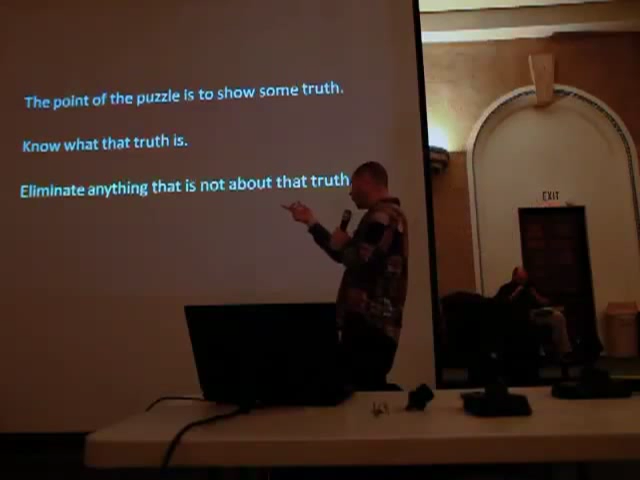 The point of the puzzle is to show some truth.
Know what that truth is.
Eliminate anything that is not about that truth
EXIT